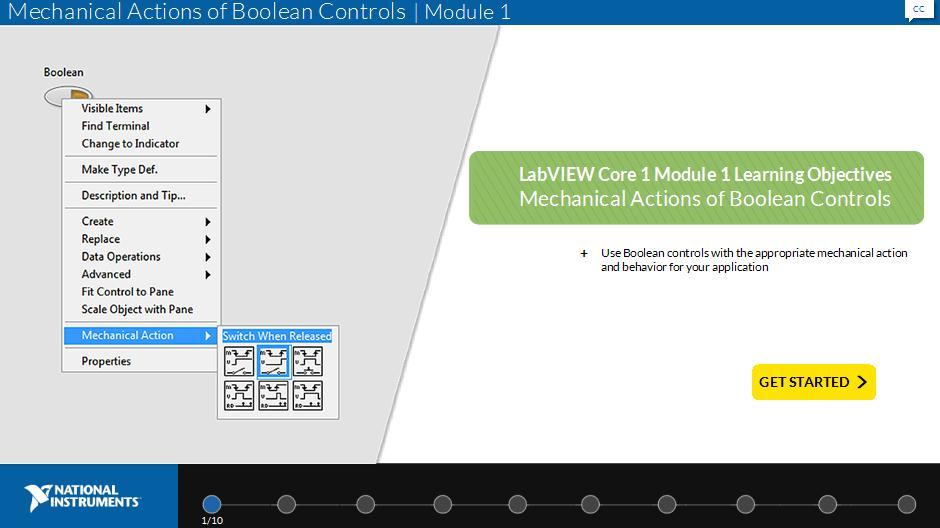 Mechanical Actions of Boolean Controls | Module 1
CC
Boolean
Visible Items
Find Terminal
Change to Indicator
Make Type Def.
Description and Tip...
Create
Replace
Data Operations
Advanced
Fit Control to Pane
Scale Object with Pane
Mechanical Action
Properties
Switch When Released
LabVIEW Core 1 Module 1 Learning Objectives
Mechanical Actions of Boolean Controls
+ Use Boolean controls with the appropriate mechanical action
and behavior for your application
GET STARTED
NATIONAL
INSTRUMENTS
1/10